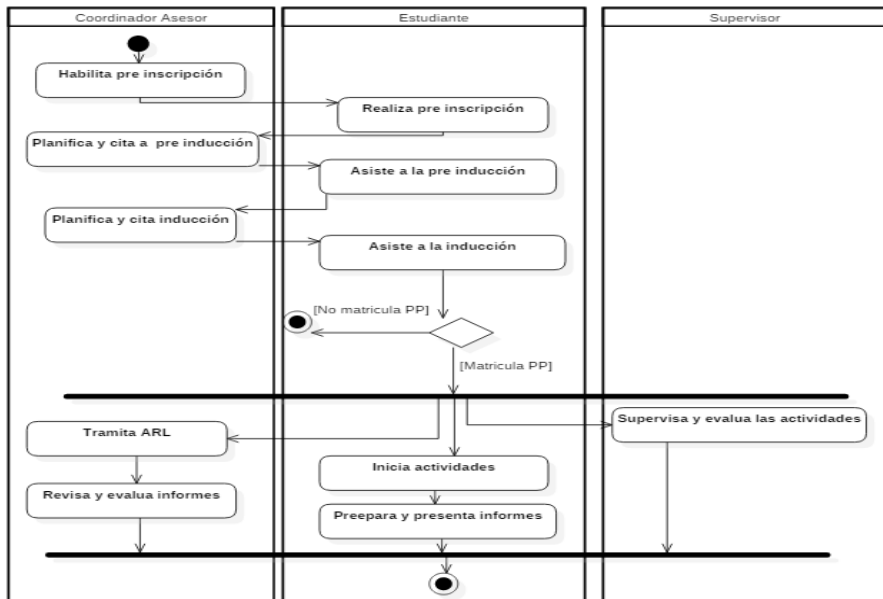 Coordinador Asesor
Estudiante
Supervisor
Habilita pre inscripción
Realiza pre inscripción
Planifica y cita a pre inducción
Asiste a la pre inducción
Planifica y cita inducción
Asiste a la inducción
[No matricula PP]
[Matricula PP]
Supervisa y evalua las actividades
Tramita ARL
Inicia actividades
Revisa y evalua informes
Preepara y presenta informes